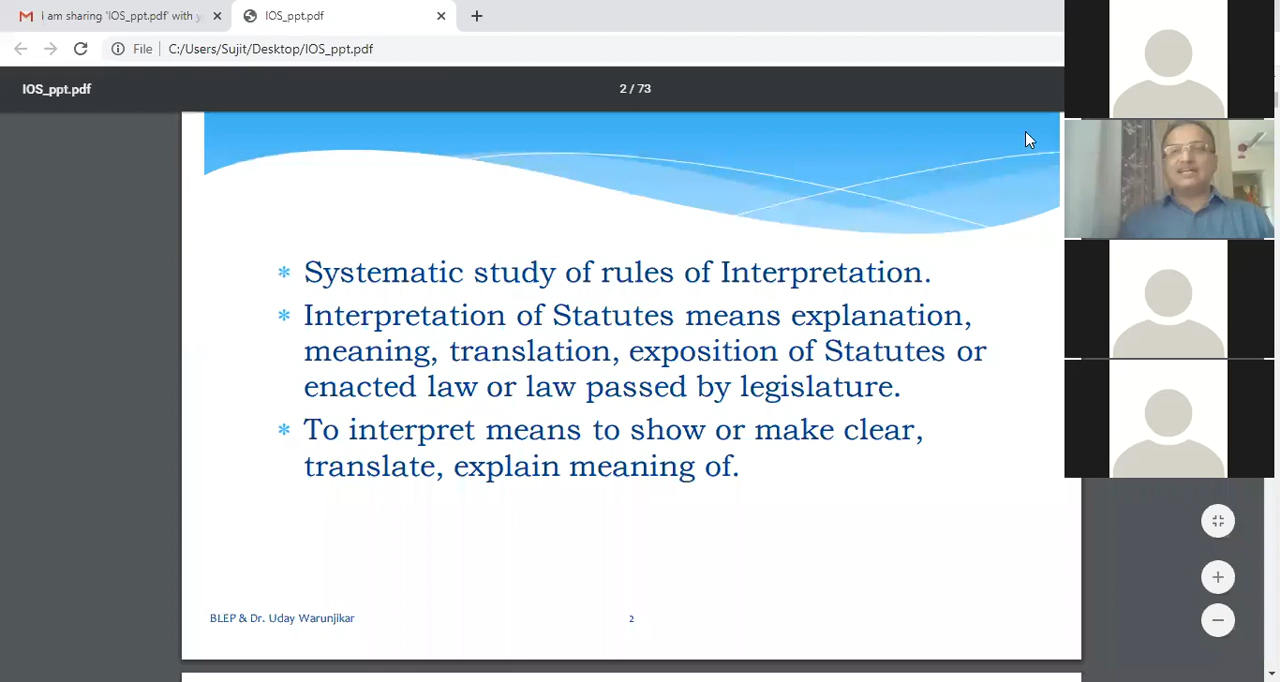 I am sharing 'IOS_ppt.pdf' with
IOS_ppt.pdf
File
C:/Users/Sujit/Desktop/IOS_ppt.pdf
IOS_ppt.pdf
2 / 73
* Systematic study of rules of Interpretation.
* Interpretation of Statutes means explanation,
meaning, translation, exposition of Statutes or
enacted law or law passed by legislature.
* To interpret means to show or make clear,
translate, explain meaning of.
BLEP & Dr. Uday Warunjikar
2